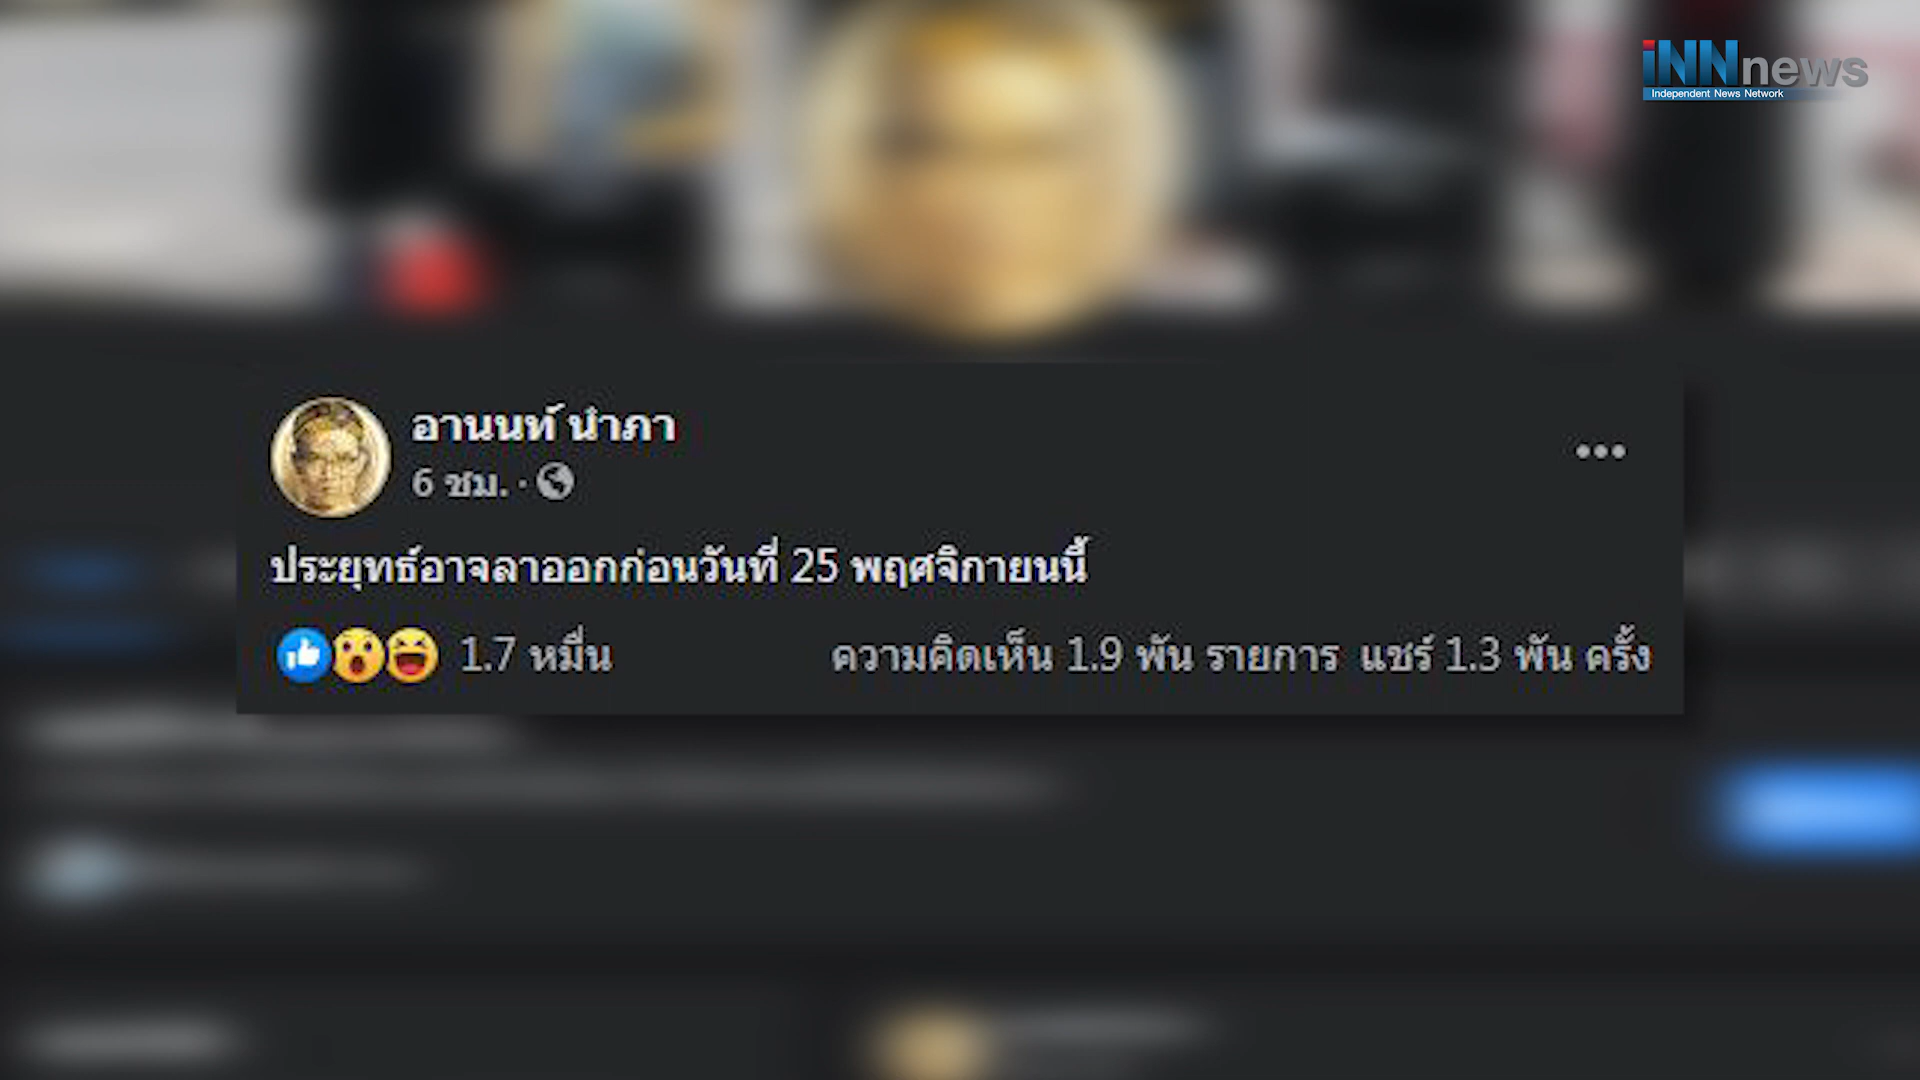 iNNnews
Independent News Network
อานนท์ นำภา
6 ชม. ·
ประยุทธ์อาจลาออกก่อนวันที่ 25 พฤศจิกายนนี้
1.7 หมื่น
ความคิดเห็น 1.9 พัน รายการ แชร์ 1.3 พัน ครั้ง